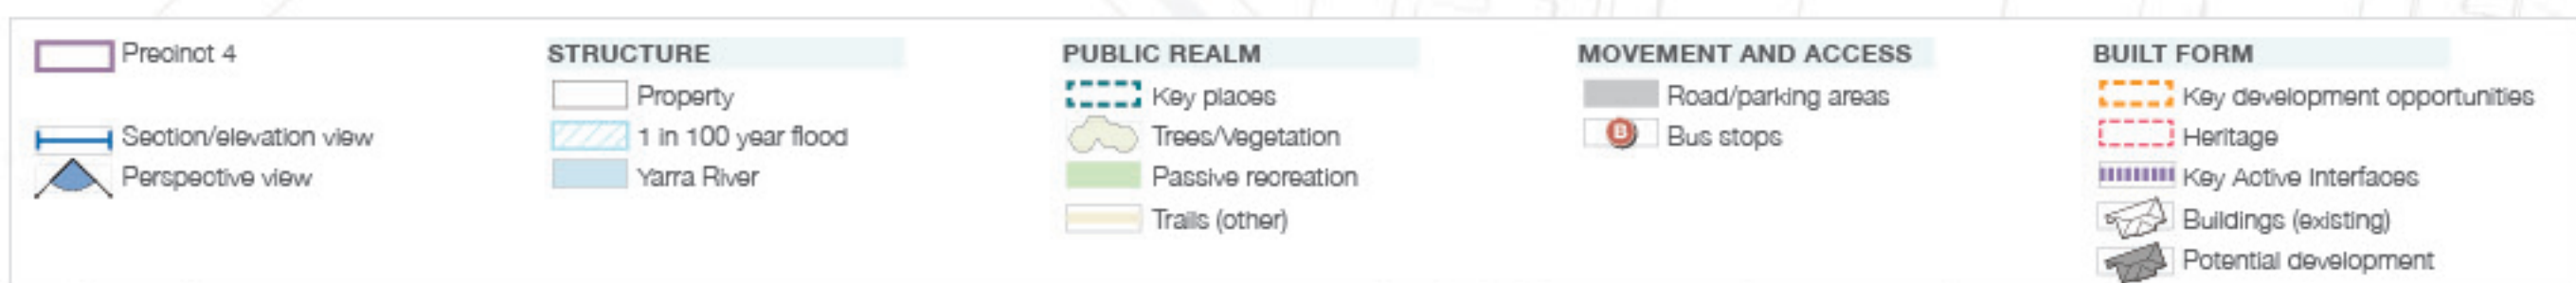 Precinct 4
Section/elevation view
Perspective view
STRUCTURE
Property
1 in 100 year flood
Yarra River
PUBLIC REALM
Key places
Trees/Vegetation
Passive recreation
Trails (other)
MOVEMENT AND ACCESS
Road/parking areas
B
Bus stops
BUILT FORM
Key development opportunities
Heritage
Key Active Interfaces
Buildings (existing)
Potential development